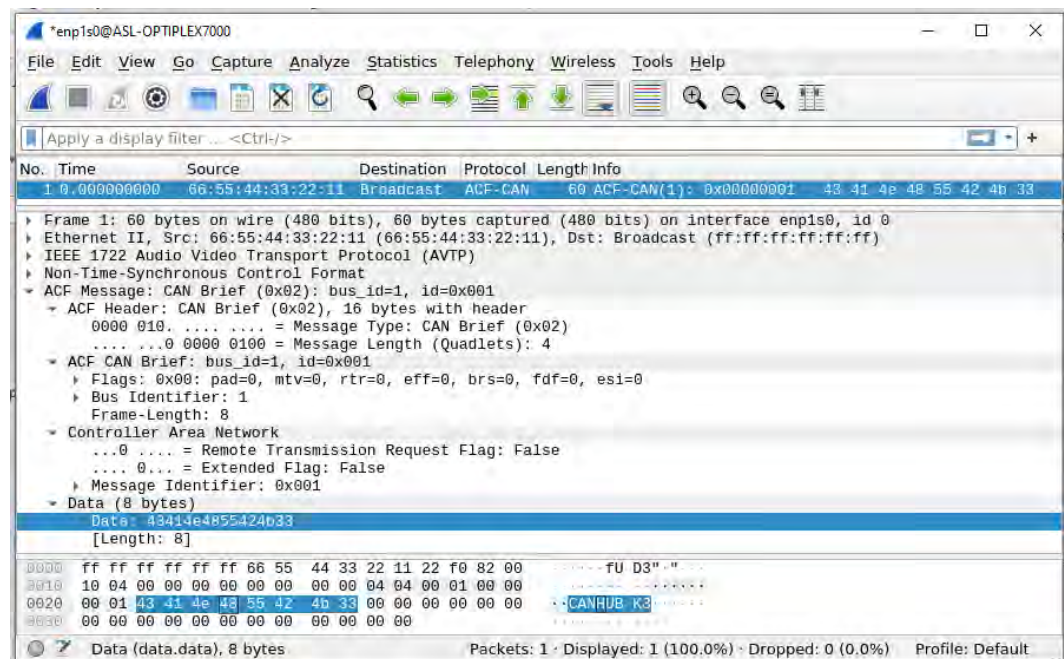 *enp1s0@ASL-OPTIPLEX7000
File Edit View Go Capture Analyze Statistics Telephony Wireless Tools Help
Apply a display filter ... <Ctrl-/>
No. Time Source Destination Protocol Length Info
1 0.000000000 66:55:44:33:22:11 Broadcast ACF-CAN 60 ACF-CAN(1): 0x00000001 43 41 4e 48 55 42 4b 33
Frame 1: 60 bytes on wire (480 bits), 60 bytes captured (480 bits) on interface enp1s0, id 0
Ethernet II, Src: 66:55:44:33:22:11 (66:55:44:33:22:11), Dst: Broadcast (ff:ff:ff:ff:ff:ff)
IEEE 1722 Audio Video Transport Protocol (AVTP)
Non-Time-Synchronous Control Format
ACF Message: CAN Brief (0x02): bus_id=1, id=0x001
ACF Header: CAN Brief (0x02), 16 bytes with header
0000 010. .... .... = Message Type: CAN Brief (0x02)
.... ...0 0000 0100 = Message Length (Quadlets): 4
ACF CAN Brief: bus_id=1, id=0x001
Flags: 0x00: pad=0, mtv=0, rtr=0, eff=0, brs=0, fdf=0, esi=0
Bus Identifier: 1
Frame-Length: 8
Controller Area Network
...0 .... = Remote Transmission Request Flag: False
.... 0... = Extended Flag: False
Message Identifier: 0x001
Data (8 bytes)
Data: 43414e4855424b33
[Length: 8]
0000 ff ff ff ff ff ff 66 55 44 33 22 11 22 f0 82 00 ······fU D3"·"···
0010 10 04 00 00 00 00 00 00 00 00 04 04 00 01 00 00 ········ ········
0020 00 01 43 41 4e 48 55 42 4b 33 00 00 00 00 00 00 ··CANHUB K3······
0030 00 00 00 00 00 00 00 00 00 00 00 00 ········ ····
Data (data.data), 8 bytes Packets: 1 · Displayed: 1 (100.0%) · Dropped: 0 (0.0%) Profile: Default